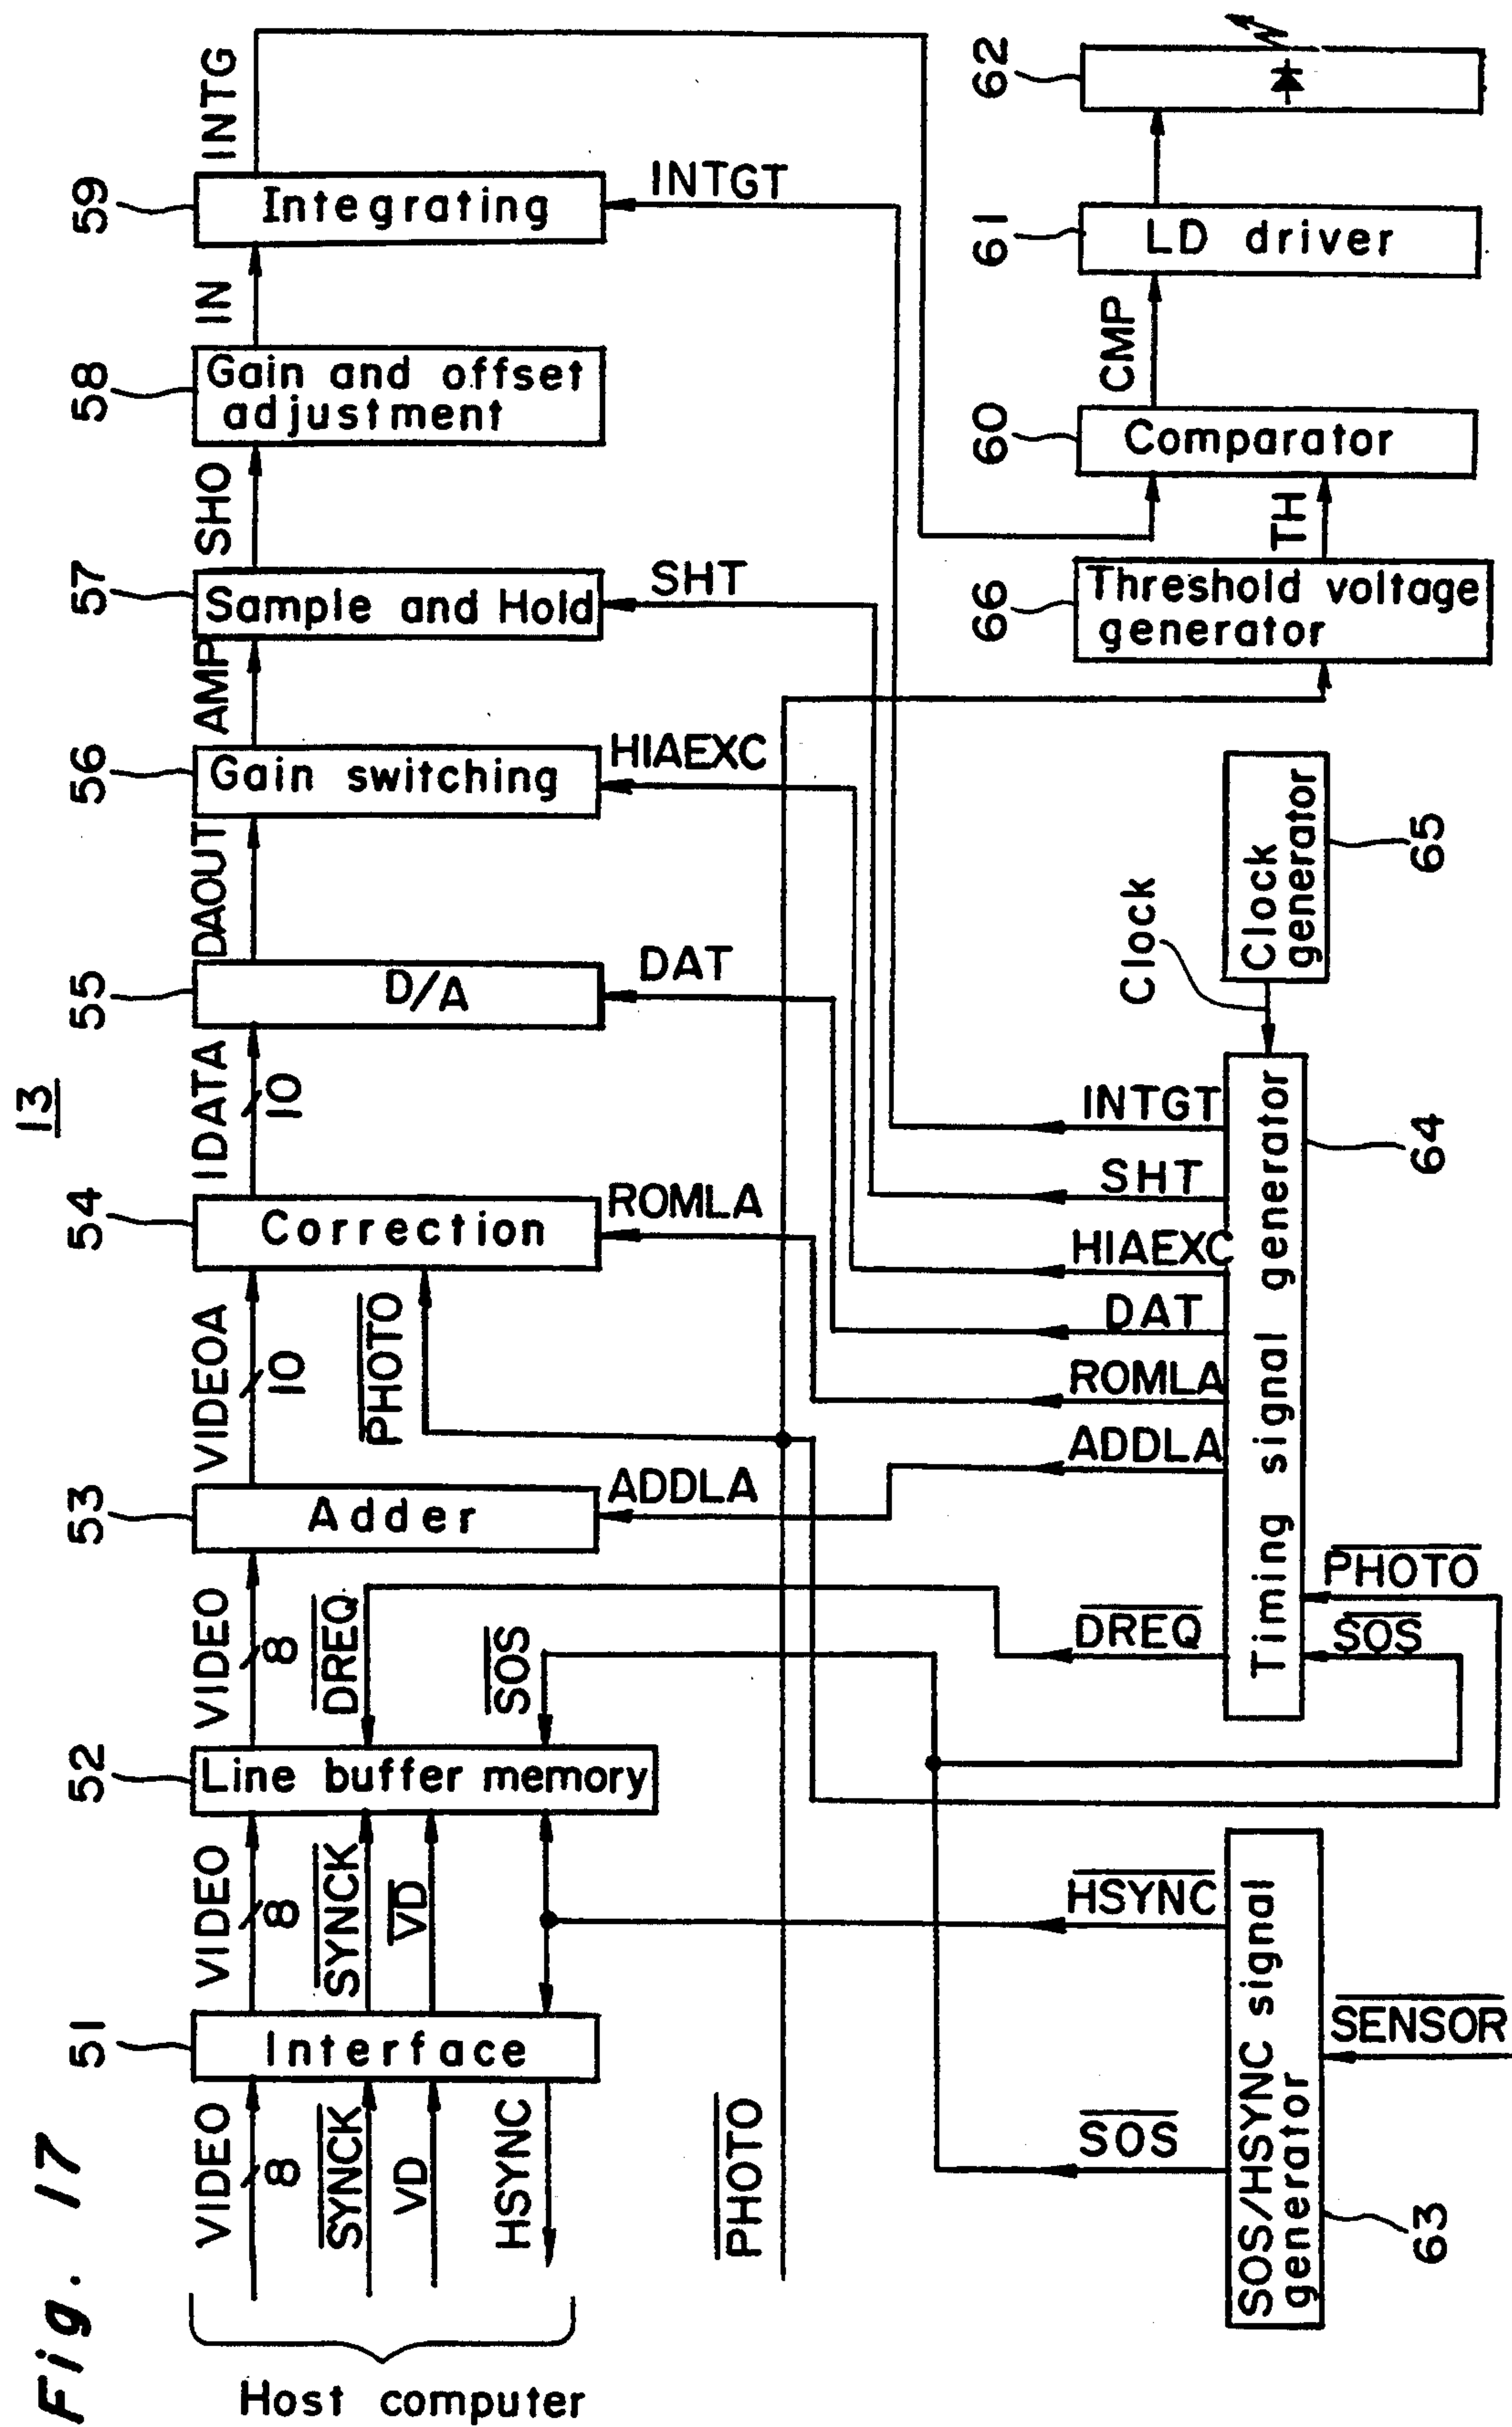 Fig. 17
13
51
52
53
54
55
56
57
58
59
Host computer
VIDEO
8
SYNCK
VD
HSYNC
Interface
VIDEO
8
SYNCK
VD
Line buffer memory
VIDEO
8
DREQ
SOS
Adder
ADDLA
VIDEOA
10
PHOTO
Correction
ROMLA
IDATA
10
D/A
DAT
DAOUT
Gain switching
HIAEXC
AMP
Sample and Hold
SHT
SHO
Gain and offset
adjustment
IN
Integrating
INTGT
INTG
PHOTO
SOS
HSYNC
SOS/HSYNC signal
generator
63
SENSOR
DREQ
ADDLA
ROMLA
DAT
HIAEXC
SHT
INTGT
Timing signal generator
64
SOS
PHOTO
Clock
Clock
generator
65
66
Threshold voltage
generator
TH
60
Comparator
CMP
61
LD driver
62